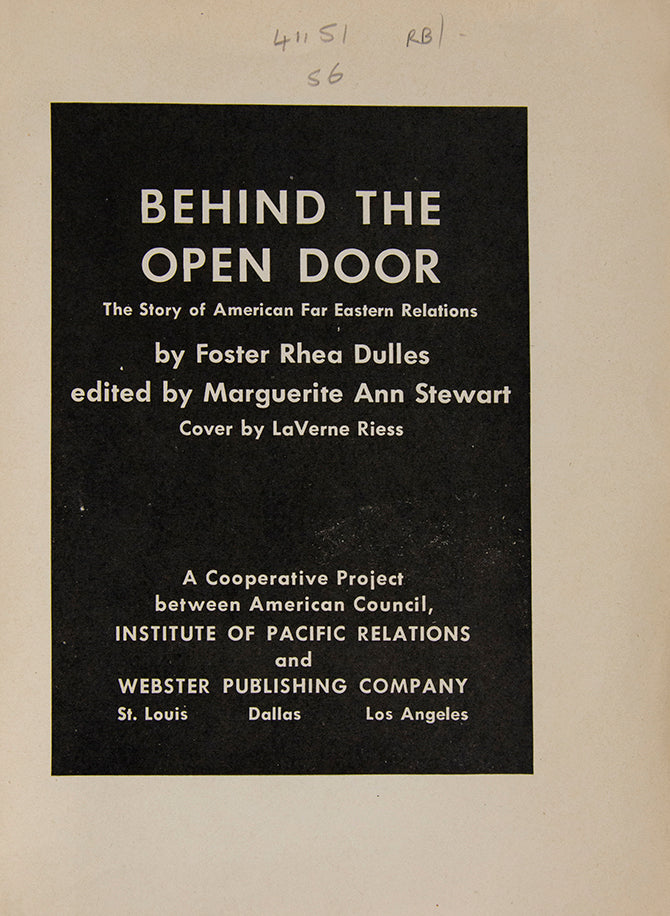 41151 RB/-
56
BEHIND THE
OPEN DOOR
The Story of American Far Eastern Relations
by Foster Rhea Dulles
edited by Marguerite Ann Stewart
Cover by LaVerne Riess
A Cooperative Project
between American Council,
INSTITUTE OF PACIFIC RELATIONS
and
WEBSTER PUBLISHING COMPANY
St. Louis Dallas Los Angeles